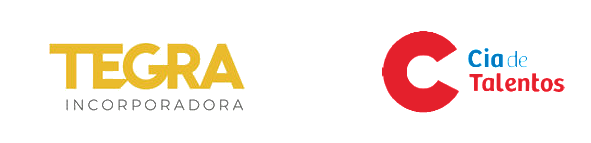 TEGRA
INCORPORADORA
Cia de
Talentos